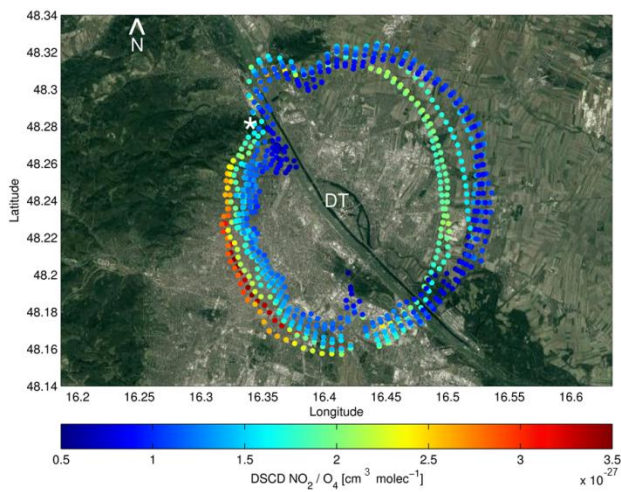 48.34
48.32
48.3
48.28
48.26
48.24
48.22
48.2
48.18
48.16
48.14
Latitude
N
*
DT
16.2 16.25 16.3 16.35 16.4 16.45 16.5 16.55 16.6
Longitude
0.5 1 1.5 2 2.5 3 3.5
DSCD NO₂ / O₄ [cm³ molec⁻¹]
x 10⁻²⁷